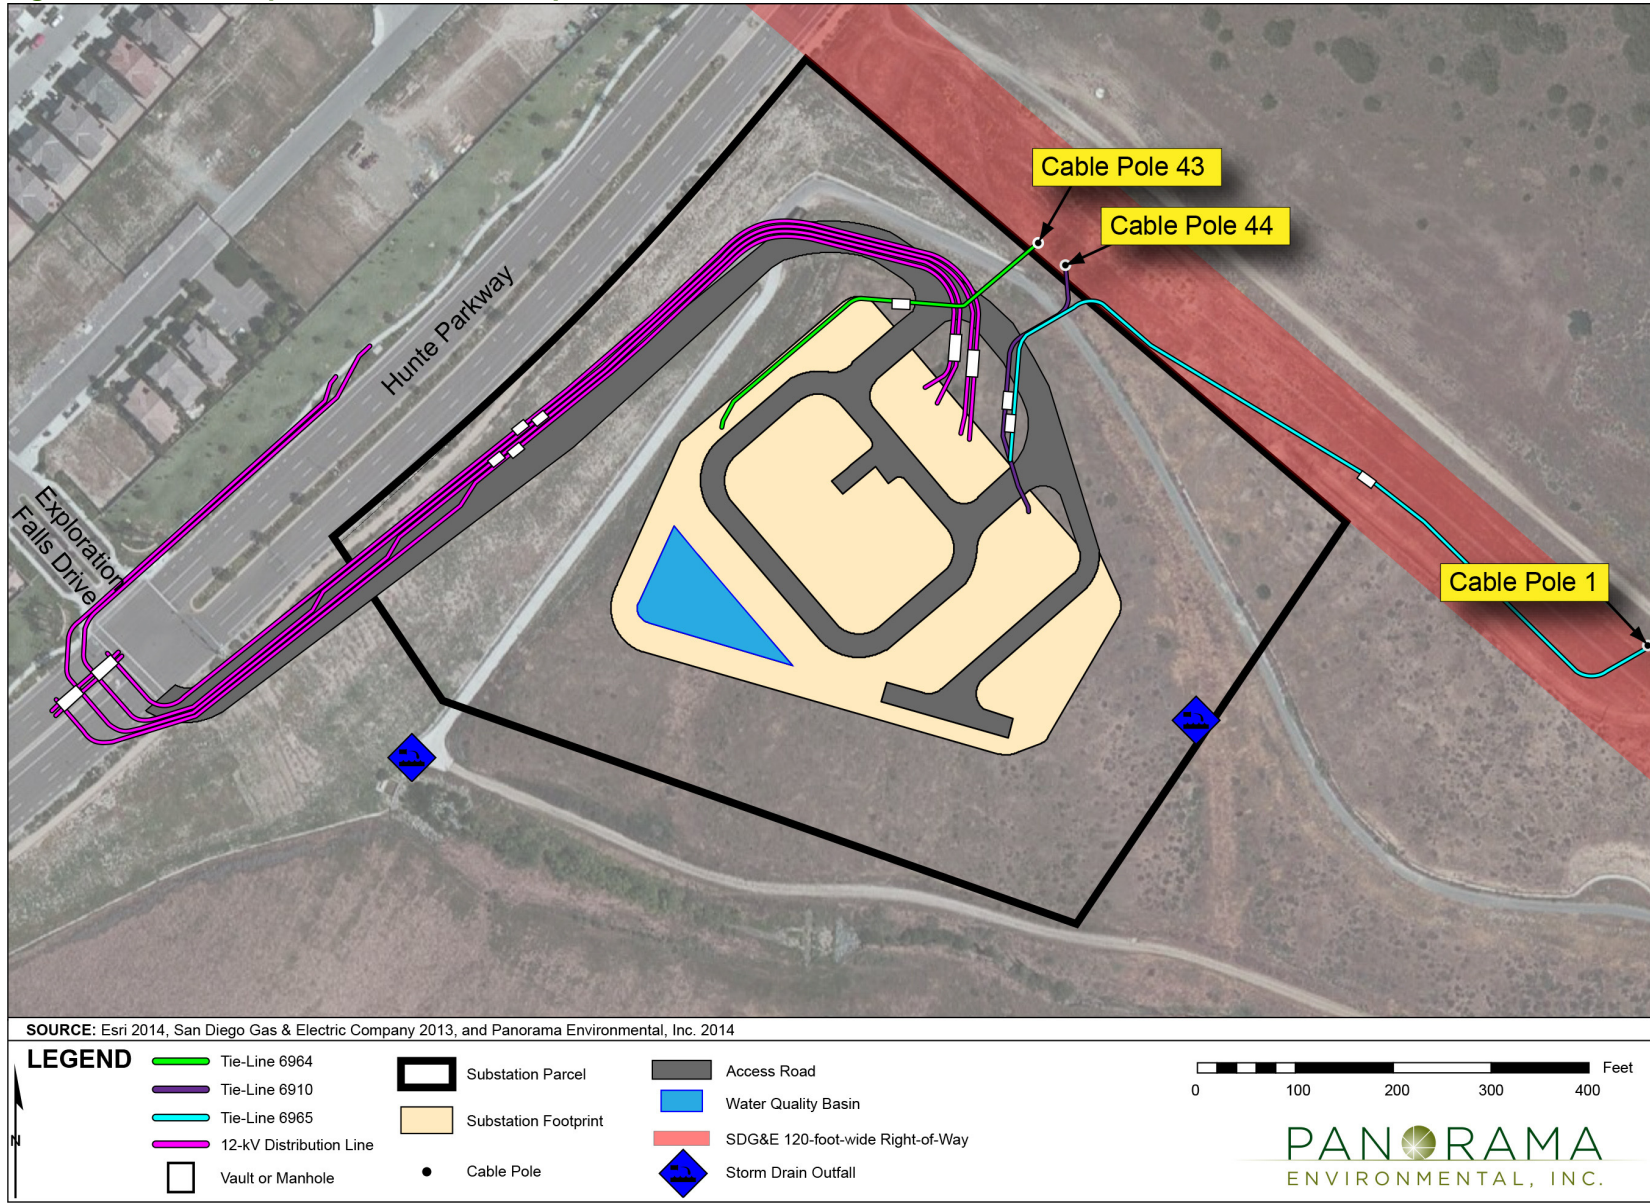 Cable Pole 43
Cable Pole 44
Hunte Parkway
Exploration
Falls Drive
Cable Pole 1
SOURCE: Esri 2014, San Diego Gas & Electric Company 2013, and Panorama Environmental, Inc. 2014
LEGEND
N
Tie-Line 6964
Tie-Line 6910
Tie-Line 6965
12-kV Distribution Line
Vault or Manhole
Substation Parcel
Substation Footprint
Cable Pole
Access Road
Water Quality Basin
SDG&E 120-foot-wide Right-of-Way
Storm Drain Outfall
Feet
0 100 200 300 400
PANORAMA
ENVIRONMENTAL, INC.